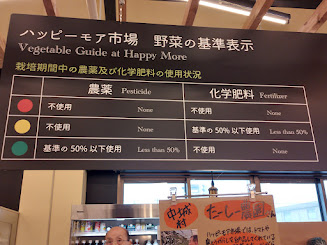 ハッピーモア市場 野菜の基準表示
Vegetable Guide at Happy More
栽培期間中の農薬及び化学肥料の使用状況
農薬 Pesticide 化学肥料 Fertilizer
不使用 None 不使用 None
不使用 None 基準の50%以下使用 Less than 50%
基準の50%以下使用 Less than 50% 不使用 None
中城村